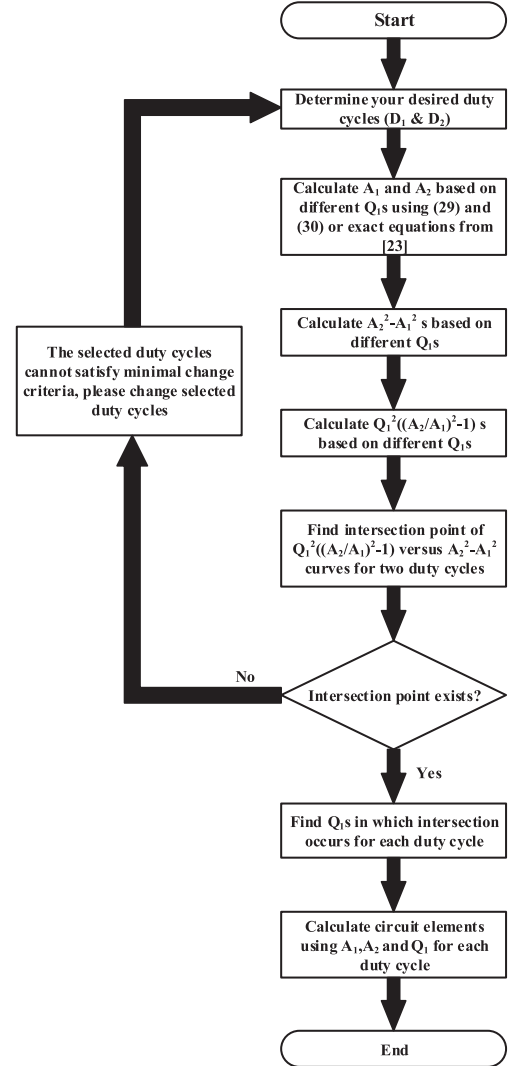 Start
Determine your desired duty
cycles (D₁ & D₂)
Calculate A₁ and A₂ based on
different Q₁s using (29) and
(30) or exact equations from
[23]
Calculate A₂²-A₁² s based on
different Q₁s
The selected duty cycles
cannot satisfy minimal change
criteria, please change selected
duty cycles
Calculate Q₁²((A₂/A₁)²-1) s
based on different Q₁s
Find intersection point of
Q₁²((A₂/A₁)²-1) versus A₂²-A₁²
curves for two duty cycles
No
Intersection point exists?
Yes
Find Q₁s in which intersection
occurs for each duty cycle
Calculate circuit elements
using A₁,A₂ and Q₁ for each
duty cycle
End